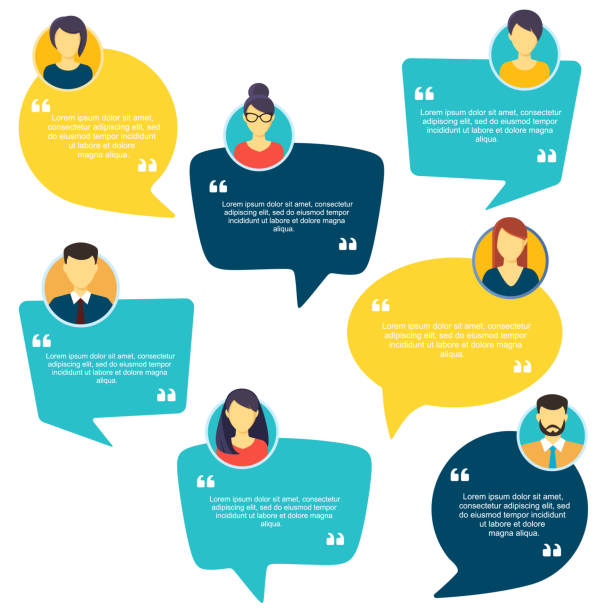 “
Lorem ipsum dolor sit amet,
consectetur adipiscing elit, sed
do eiusmod tempor incididunt
ut labore et dolore
magna aliqua.
”
“
Lorem ipsum dolor sit amet, consectetur
adipiscing elit, sed do eiusmod tempor
incididunt ut labore et dolore
magna aliqua.
”
“
Lorem ipsum dolor sit amet, consectetur
adipiscing elit, sed do eiusmod tempor
incididunt ut labore et dolore magna
aliqua.
”
“
Lorem ipsum dolor sit amet, consectetur
adipiscing elit, sed do eiusmod tempor
incididunt ut labore et dolore magna
aliqua.
”
“
Lorem ipsum dolor sit amet, consectetur
adipiscing elit, sed do eiusmod tempor
incididunt ut labore et dolore magna
aliqua.
”
“
Lorem ipsum dolor sit amet, consectetur
adipiscing elit, sed do eiusmod tempor
incididunt ut labore et dolore magna
aliqua.
”
“
Lorem ipsum dolor sit amet,
consectetur adipiscing elit, sed
do eiusmod tempor incididunt
ut labore et dolore
magna aliqua.
”